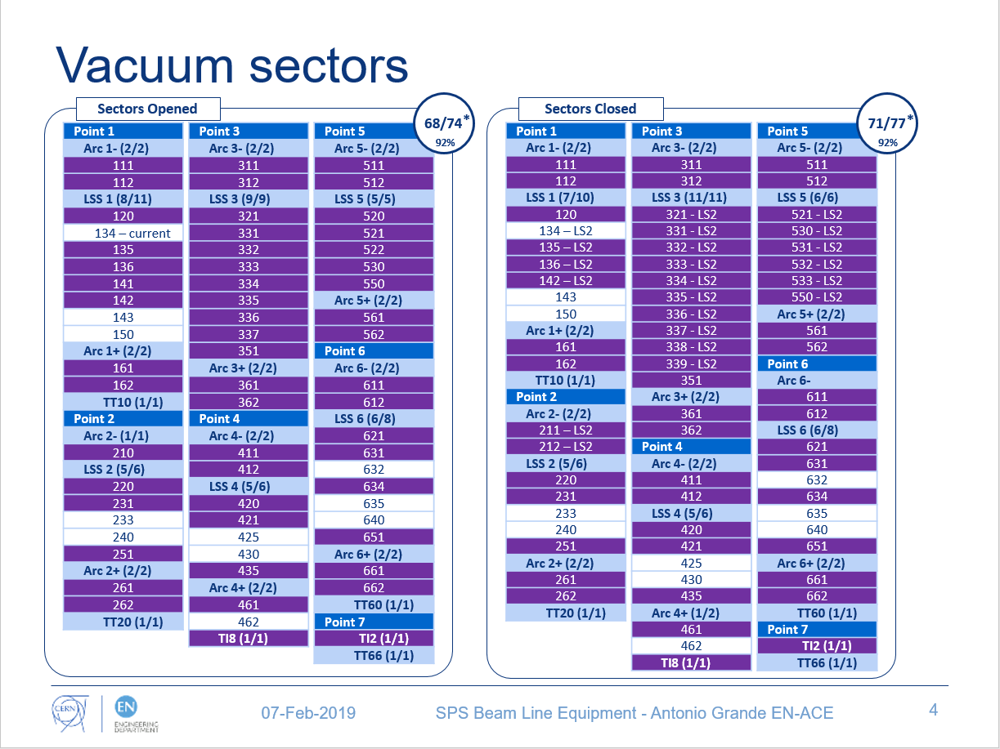 Vacuum sectors
Sectors Opened
68/74*
92%
Point 1
Arc 1- (2/2)
111
112
LSS 1 (8/11)
120
134 – current
135
136
141
142
143
150
Arc 1+ (2/2)
161
162
TT10 (1/1)
Point 2
Arc 2- (1/1)
210
LSS 2 (5/6)
220
231
233
240
251
Arc 2+ (2/2)
261
262
TT20 (1/1)
Point 3
Arc 3- (2/2)
311
312
LSS 3 (9/9)
321
331
332
333
334
335
336
337
351
Arc 3+ (2/2)
361
362
Point 4
Arc 4- (2/2)
411
412
LSS 4 (5/6)
420
421
425
430
435
Arc 4+ (2/2)
461
462
TI8 (1/1)
Point 5
Arc 5- (2/2)
511
512
LSS 5 (5/5)
520
521
522
530
550
Arc 5+ (2/2)
561
562
Point 6
Arc 6- (2/2)
611
612
LSS 6 (6/8)
621
631
632
634
635
640
651
Arc 6+ (2/2)
661
662
TT60 (1/1)
Point 7
TI2 (1/1)
TT66 (1/1)
Sectors Closed
71/77*
92%
Point 1
Arc 1- (2/2)
111
112
LSS 1 (7/10)
120
134 – LS2
135 – LS2
136 – LS2
142 – LS2
143
150
Arc 1+ (2/2)
161
162
TT10 (1/1)
Point 2
Arc 2- (2/2)
211 – LS2
212 – LS2
LSS 2 (5/6)
220
231
233
240
251
Arc 2+ (2/2)
261
262
TT20 (1/1)
Point 3
Arc 3- (2/2)
311
312
LSS 3 (11/11)
321 - LS2
331 - LS2
332 - LS2
333 - LS2
334 - LS2
335 - LS2
336 - LS2
337 - LS2
338 - LS2
339 - LS2
351
Arc 3+ (2/2)
361
362
Point 4
Arc 4- (2/2)
411
412
LSS 4 (5/6)
420
421
425
430
435
Arc 4+ (1/2)
461
462
TI8 (1/1)
Point 5
Arc 5- (2/2)
511
512
LSS 5 (6/6)
521 - LS2
530 - LS2
531 - LS2
532 - LS2
533 - LS2
550 - LS2
Arc 5+ (2/2)
561
562
Point 6
Arc 6-
611
612
LSS 6 (6/8)
621
631
632
634
635
640
651
Arc 6+ (2/2)
661
662
TT60 (1/1)
Point 7
TI2 (1/1)
TT66 (1/1)
CERN
EN
ENGINEERING
DEPARTMENT
07-Feb-2019
SPS Beam Line Equipment - Antonio Grande EN-ACE
4